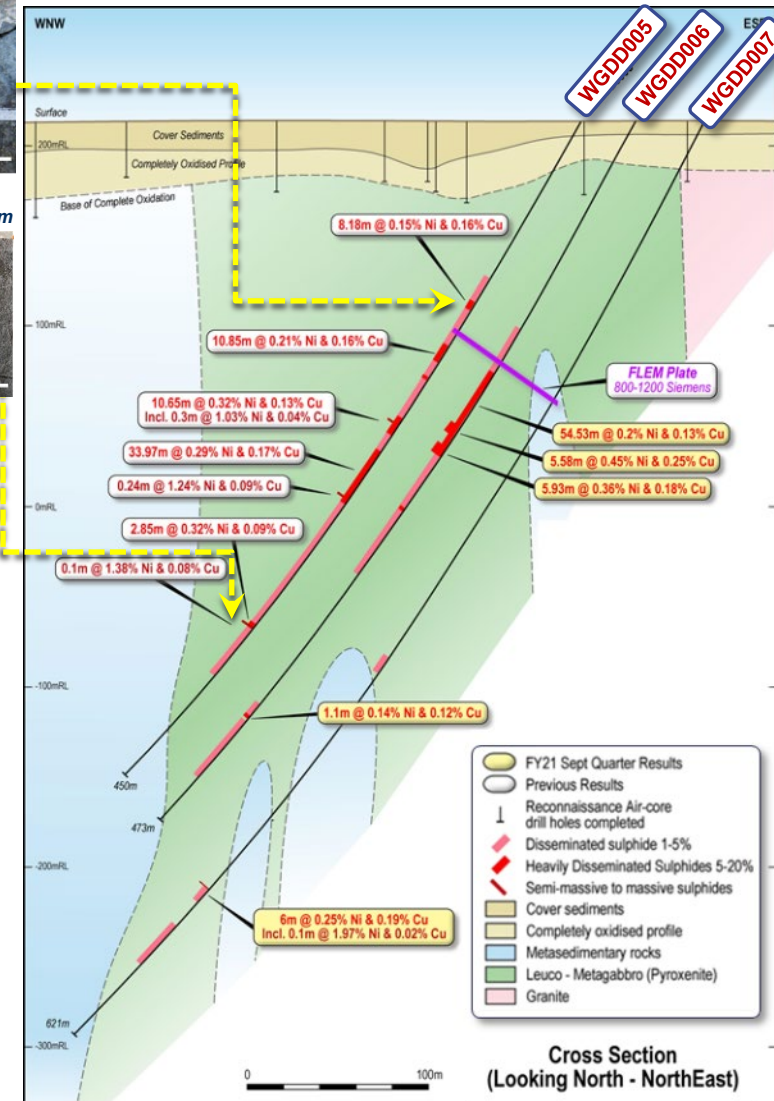 WNW
ESE
WGDD005
WGDD006
WGDD007
Surface
200mRL
Cover Sediments
Completely Oxidised Profile
m
Base of Complete Oxidation
8.18m @ 0.15% Ni & 0.16% Cu
100mRL
10.85m @ 0.21% Ni & 0.16% Cu
FLEM Plate
800-1200 Siemens
10.65m @ 0.32% Ni & 0.13% Cu
Incl. 0.3m @ 1.03% Ni & 0.04% Cu
54.53m @ 0.2% Ni & 0.13% Cu
33.97m @ 0.29% Ni & 0.17% Cu
5.58m @ 0.45% Ni & 0.25% Cu
0.24m @ 1.24% Ni & 0.09% Cu
5.93m @ 0.36% Ni & 0.18% Cu
0mRL
2.85m @ 0.32% Ni & 0.09% Cu
0.1m @ 1.38% Ni & 0.08% Cu
-100mRL
1.1m @ 0.14% Ni & 0.12% Cu
450m
473m
-200mRL
6m @ 0.25% Ni & 0.19% Cu
Incl. 0.1m @ 1.97% Ni & 0.02% Cu
621m
-300mRL
FY21 Sept Quarter Results
Previous Results
Reconnaissance Air-core
drill holes completed
Disseminated sulphide 1-5%
Heavily Disseminated Sulphides 5-20%
Semi-massive to massive sulphides
Cover sediments
Completely oxidised profile
Metasedimentary rocks
Leuco - Metagabbro (Pyroxenite)
Granite
0 100m
Cross Section
(Looking North - NorthEast)